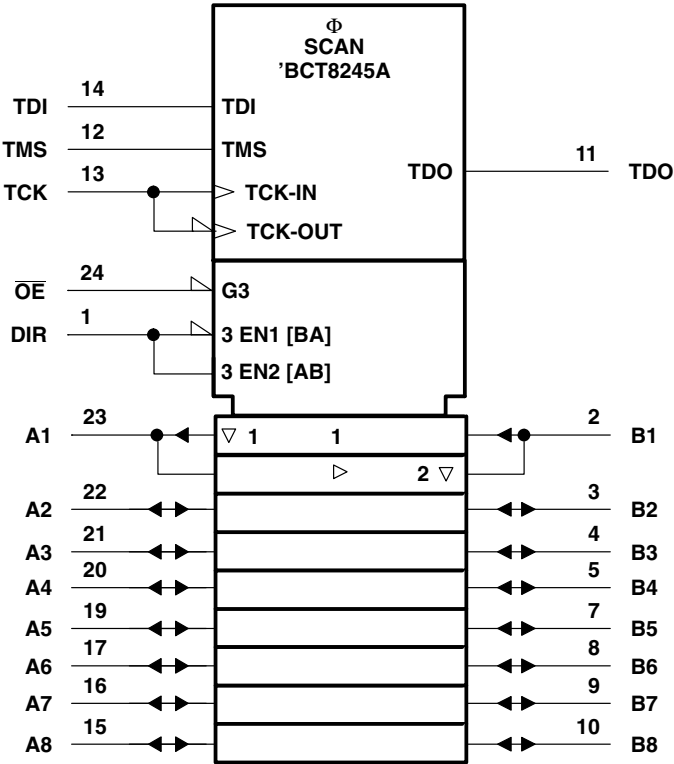 Φ
SCAN
'BCT8245A
TDI 14 TDI
TMS 12 TMS
TDO 11 TDO
TCK 13 TCK-IN
TCK-OUT
OE 24 G3
DIR 1 3 EN1 [BA]
3 EN2 [AB]
A1 23 1 1 2 B1
2
A2 22 3 B2
A3 21 4 B3
A4 20 5 B4
A5 19 7 B5
A6 17 8 B6
A7 16 9 B7
A8 15 10 B8